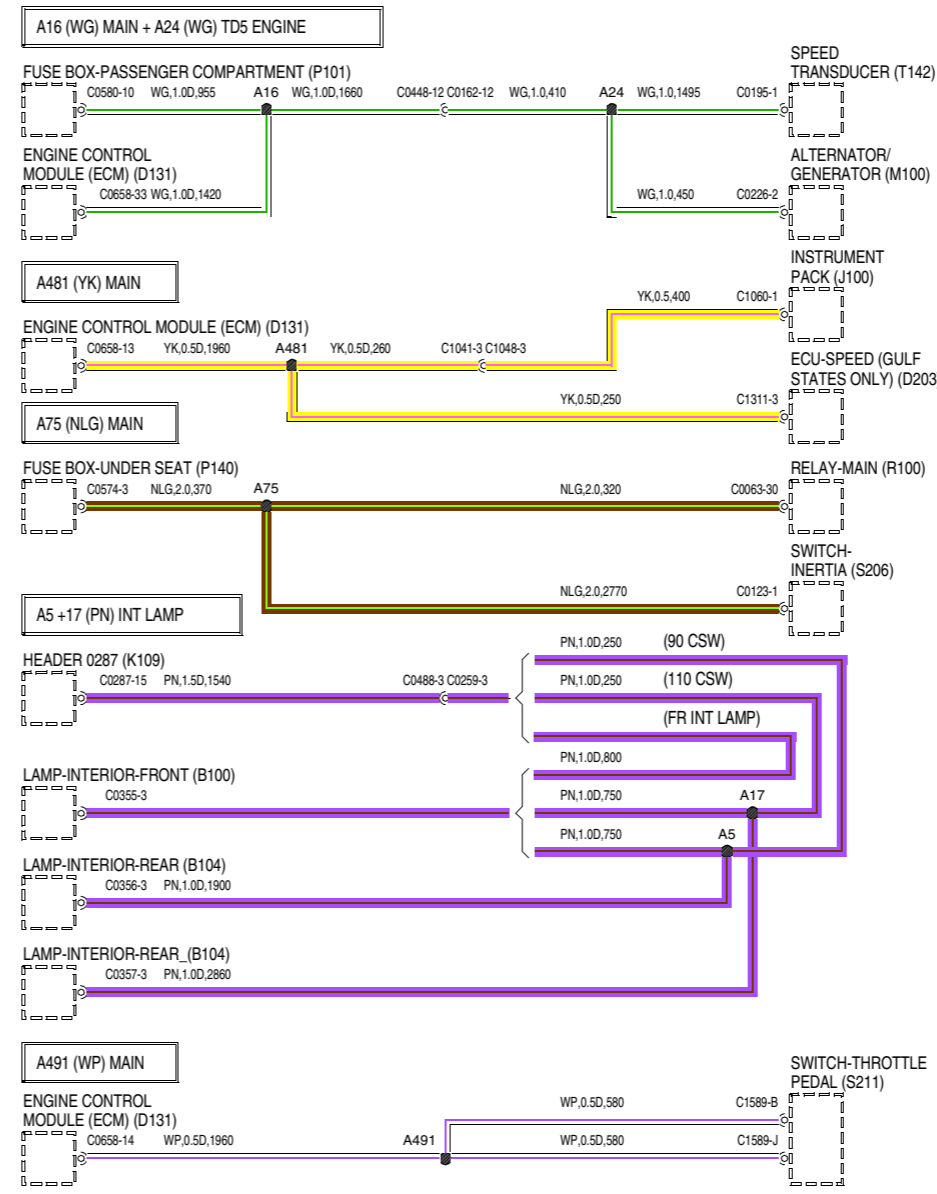 A16 (WG) MAIN + A24 (WG) TD5 ENGINE
FUSE BOX-PASSENGER COMPARTMENT (P101)
SPEED
TRANSDUCER (T142)
C0580-10 WG,1.0D,955 A16 WG,1.0D,1660 C0448-12 C0162-12 WG,1.0,410 A24 WG,1.0,1495 C0195-1
ENGINE CONTROL
MODULE (ECM) (D131)
ALTERNATOR/
GENERATOR (M100)
C0658-33 WG,1.0D,1420 WG,1.0,450 C0226-2
INSTRUMENT
PACK (J100)
A481 (YK) MAIN
YK,0.5,400 C1060-1
ENGINE CONTROL MODULE (ECM) (D131)
C0658-13 YK,0.5D,1960 A481 YK,0.5D,260 C1041-3 C1048-3
ECU-SPEED (GULF
STATES ONLY) (D203
YK,0.5D,250 C1311-3
A75 (NLG) MAIN
FUSE BOX-UNDER SEAT (P140)
RELAY-MAIN (R100)
C0574-3 NLG,2.0,370 A75 NLG,2.0,320 C0063-30
SWITCH-
INERTIA (S206)
NLG,2.0,2770 C0123-1
A5 +17 (PN) INT LAMP
PN,1.0D,250 (90 CSW)
HEADER 0287 (K109)
C0287-15 PN,1.5D,1540 C0488-3 C0259-3 PN,1.0D,250 (110 CSW)
(FR INT LAMP)
PN,1.0D,800
LAMP-INTERIOR-FRONT (B100)
C0355-3 PN,1.0D,750 A17
PN,1.0D,750 A5
LAMP-INTERIOR-REAR (B104)
C0356-3 PN,1.0D,1900
LAMP-INTERIOR-REAR_(B104)
C0357-3 PN,1.0D,2860
A491 (WP) MAIN
SWITCH-THROTTLE
PEDAL (S211)
ENGINE CONTROL
MODULE (ECM) (D131)
WP,0.5D,580 C1589-B
C0658-14 WP,0.5D,1960 A491 WP,0.5D,580 C1589-J